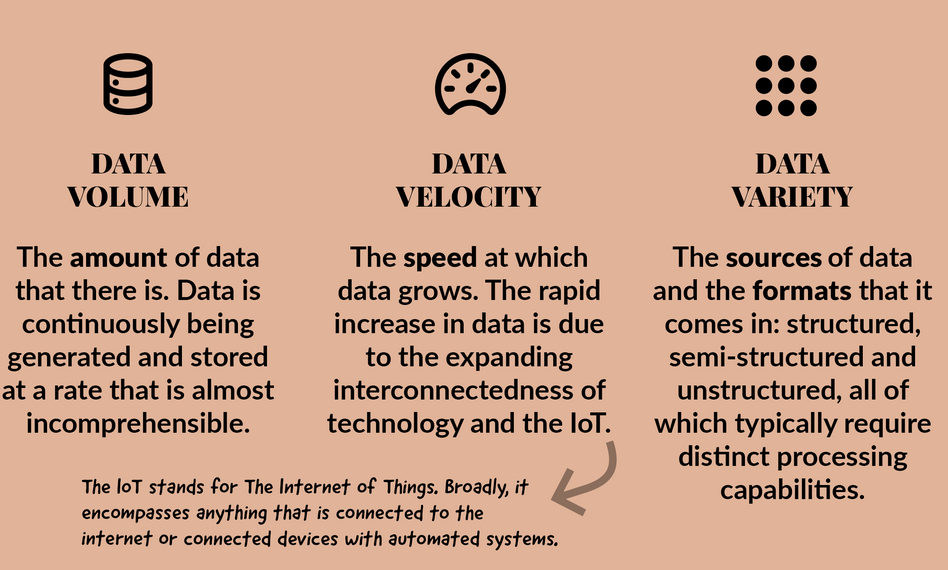 DATA
VOLUME
The amount of data
that there is. Data is
continuously being
generated and stored
at a rate that is almost
incomprehensible.
DATA
VELOCITY
The speed at which
data grows. The rapid
increase in data is due
to the expanding
interconnectedness of
technology and the IoT.
The IoT stands for The Internet of Things. Broadly, it
encompasses anything that is connected to the
internet or connected devices with automated systems.
DATA
VARIETY
The sources of data
and the formats that it
comes in: structured,
semi-structured and
unstructured, all of
which typically require
distinct processing
capabilities.